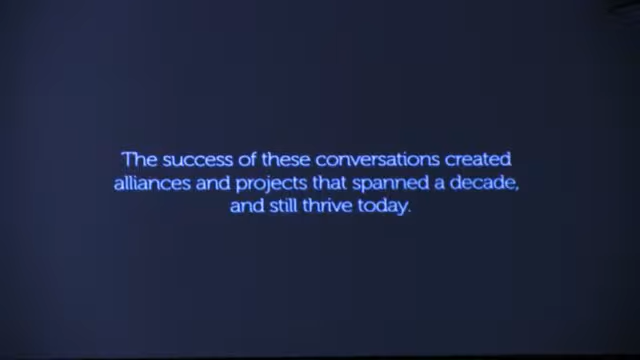 The success of these conversations created
alliances and projects that spanned a decade,
and still thrive today.